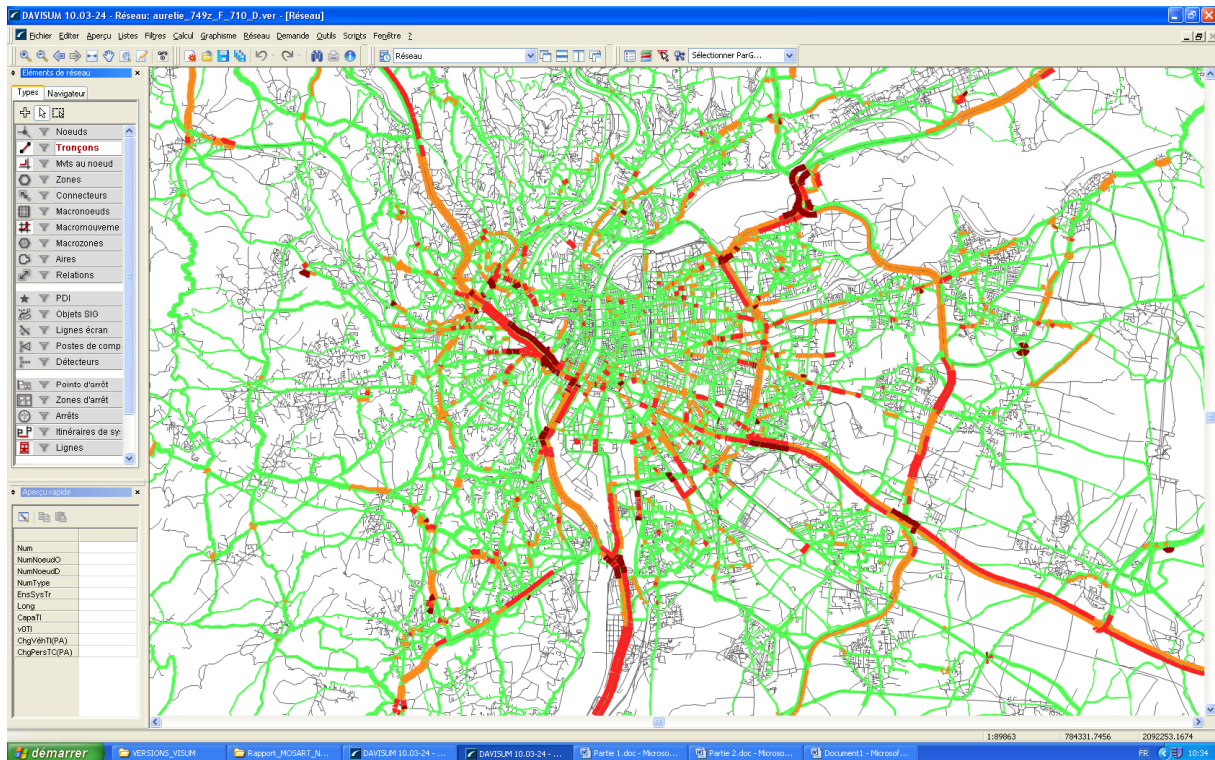 DAVISUM 10.03-24 - Réseau: aurelie_749z_F_710_D.ver - [Réseau]
Fichier Editer Aperçu Listes Filtres Calcul Graphisme Réseau Demande Outils Scripts Fenêtre ?
Réseau
Sélectionner ParG...
Eléments de réseau
Types Navigateur
Noeuds
Tronçons
Mvts au noeud
Zones
Connecteurs
Macronoeuds
Macromouveme
Macrozones
Aires
Relations
PDI
Objets SIG
Lignes écran
Postes de comp
Détecteurs
Points d'arrêt
Zones d'arrêt
Arrêts
Itinéraires de sy:
Lignes
Aperçu rapide
Num
NumNoeudO
NumNoeudD
NumType
EnsSysTr
Long
CapaTI
v0TI
ChgVéhTI(PA)
ChgPersTC(PA)
1:89863 784331.7456 2092253.1674
démarrer VERSIONS_VISUM Rapport_MOSART_N... DAVISUM 10.03-24 - ... DAVISUM 10.03-24 - ... Partie 1.doc - Microso... Partie 2.doc - Microso... Document1 - Microsof... FR 10:34